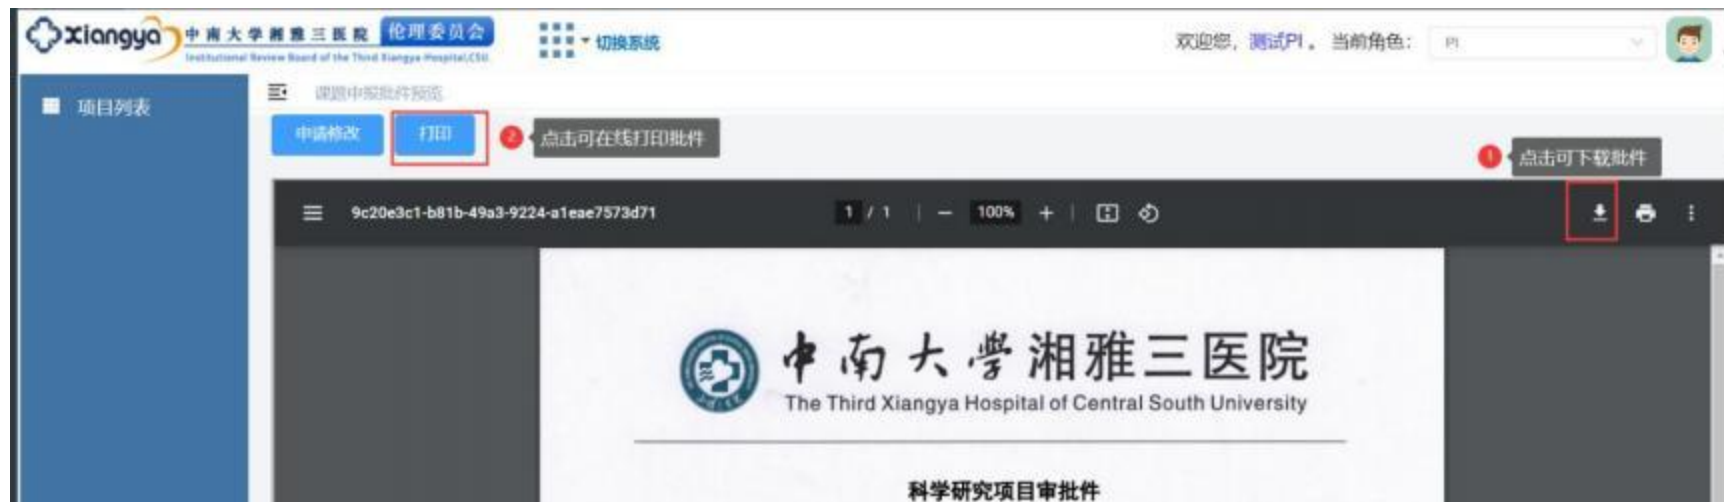 Xiangya 中南大学湘雅三医院 伦理委员会
Institutional Review Board of the Third Xiangya Hospital,CSU
切换系统
欢迎您, 测试PI 。 当前角色: PI
项目列表
课题申报批件预览
申请修改 打印 2 点击可在线打印批件
1 点击可下载批件
9c20e3c1-b81b-49a3-9224-a1eae7573d71 1 / 1 | — 100% + |
中南大学湘雅三医院
The Third Xiangya Hospital of Central South University
科学研究项目审批件